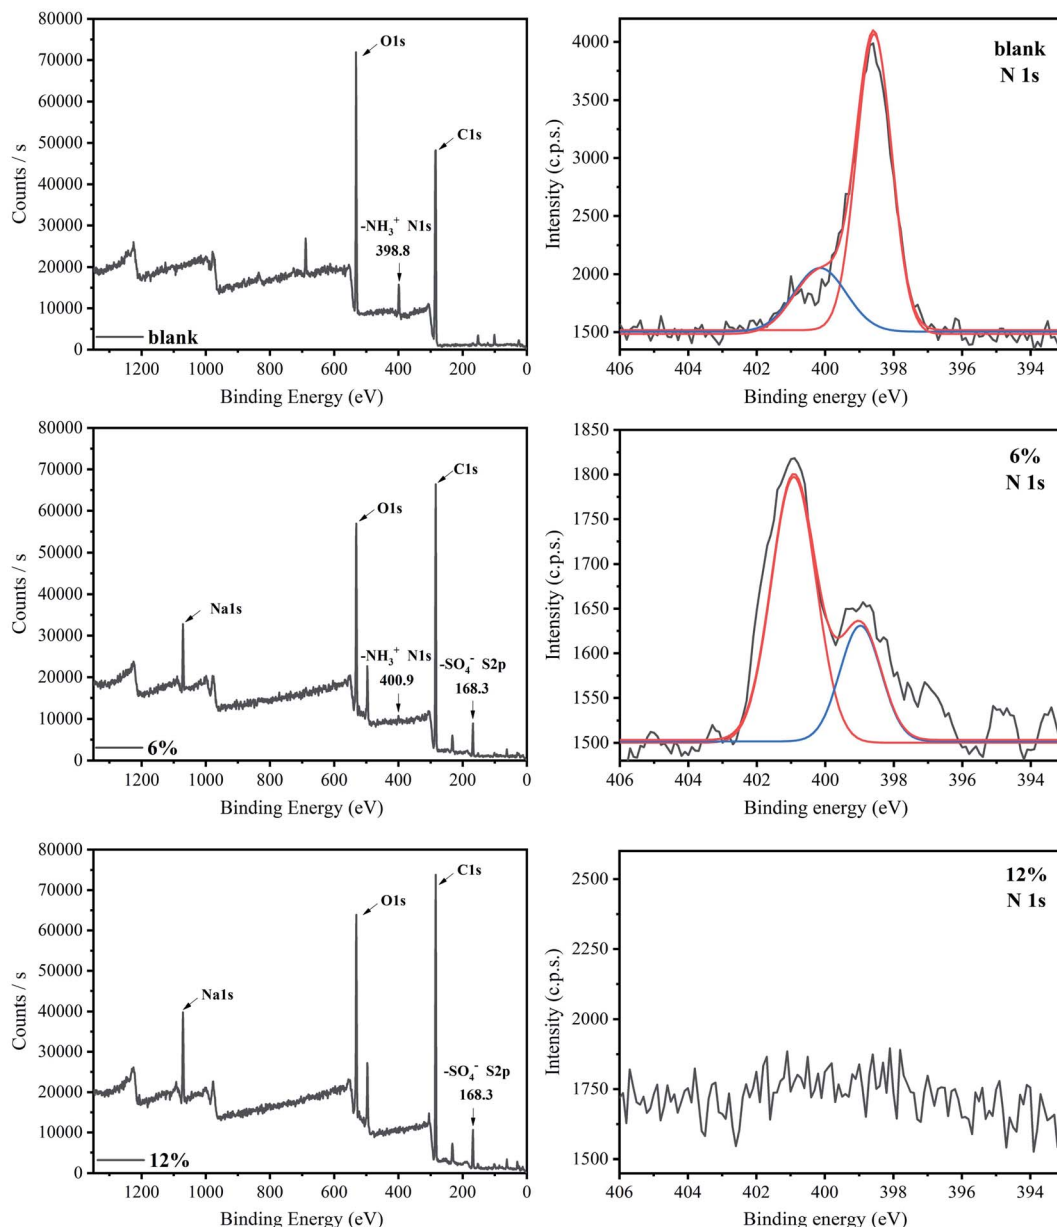 80000
70000
60000
50000
40000
30000
20000
10000
0
Counts / s
O1s
C1s
-NH₃⁺ N1s
398.8
blank
1200 1000 800 600 400 200 0
Binding Energy (eV)
4000
3500
3000
2500
2000
1500
Intensity (c.p.s.)
blank
N 1s
406 404 402 400 398 396 394
Binding energy (eV)
80000
70000
60000
50000
40000
30000
20000
10000
0
Counts / s
C1s
O1s
Na1s
-NH₃⁺ N1s
400.9
-SO₄⁻ S2p
168.3
6%
1200 1000 800 600 400 200 0
Binding Energy (eV)
1850
1800
1750
1700
1650
1600
1550
1500
Intensity (c.p.s.)
6%
N 1s
406 404 402 400 398 396 394
Binding energy (eV)
80000
70000
60000
50000
40000
30000
20000
10000
0
Counts / s
C1s
O1s
Na1s
-SO₄⁻ S2p
168.3
12%
1200 1000 800 600 400 200 0
Binding Energy (eV)
2500
2250
2000
1750
1500
Intensity (c.p.s.)
12%
N 1s
406 404 402 400 398 396 394
Binding energy (eV)